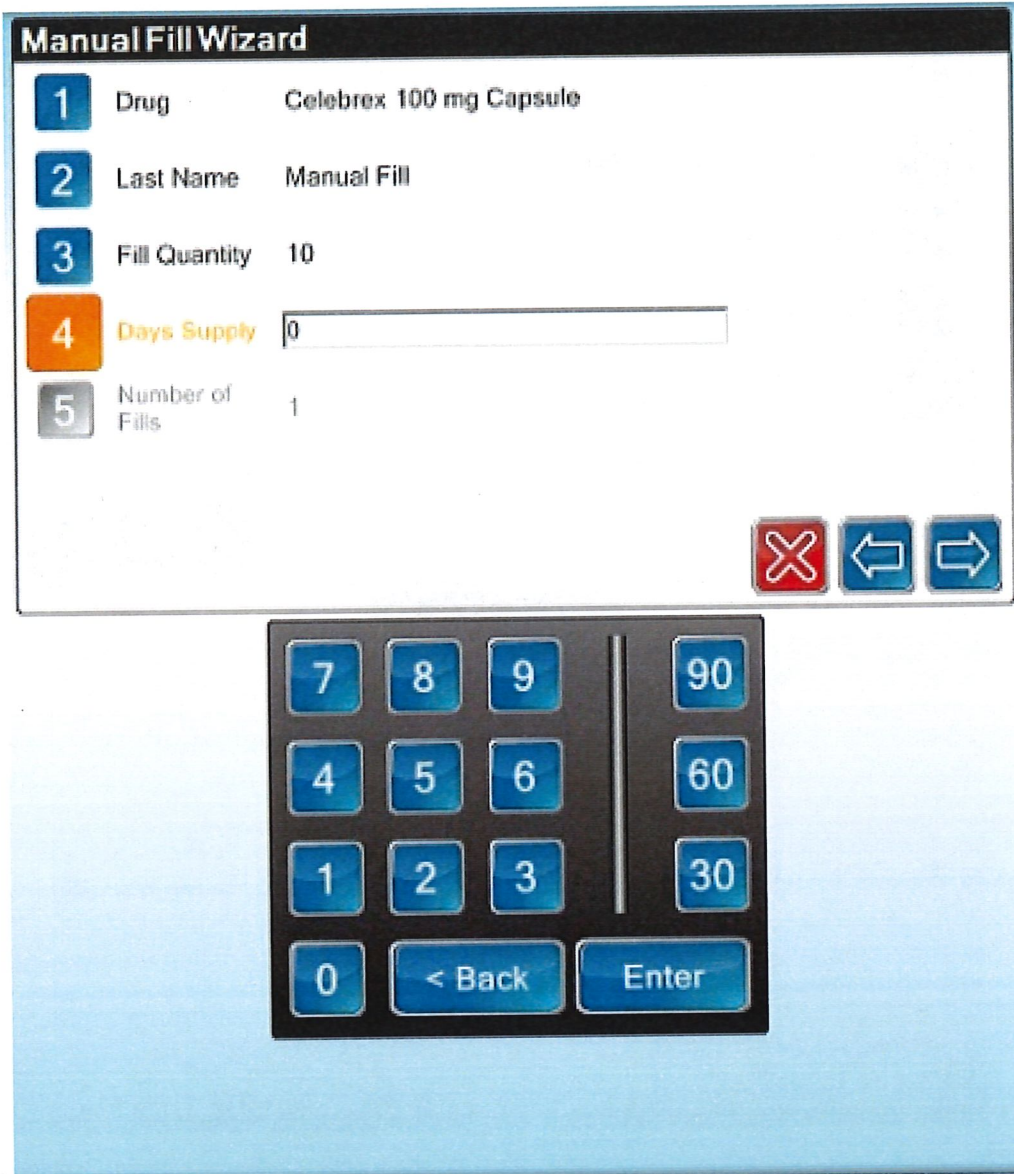 Manual Fill Wizard
1 Drug Celebrex 100 mg Capsule
2 Last Name Manual Fill
3 Fill Quantity 10
4 Days Supply 0
5 Number of
Fills 1
7 8 9 90
4 5 6 60
1 2 3 30
0 < Back Enter